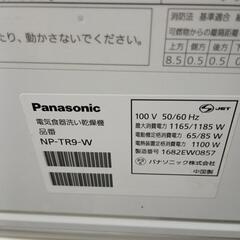 たり、動かさないでください。
消防法 基準適合
可燃物からの離隔距離
上方 側方 前方 後方
8.5 0.5 0.5 0.5
Panasonic
電気食器洗い乾燥機
品番
NP-TR9-W
JET
100 V 50/60 Hz
最大消費電力 1165/1185 W
電動機定格消費電力 65/85 W
電熱装置定格消費電力 1100 W
製造番号 1682EW0857
パナソニック株式会社
中国製